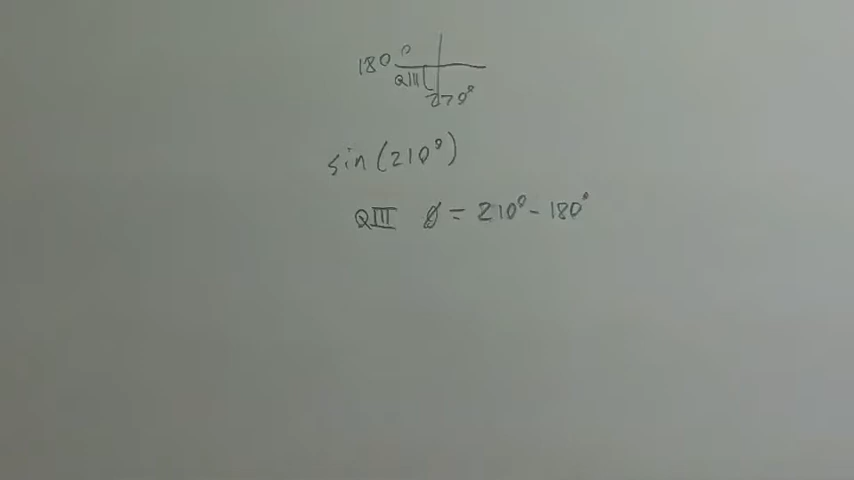 180°
QIII
270°
sin(210°)
QIII θ = 210° - 180°